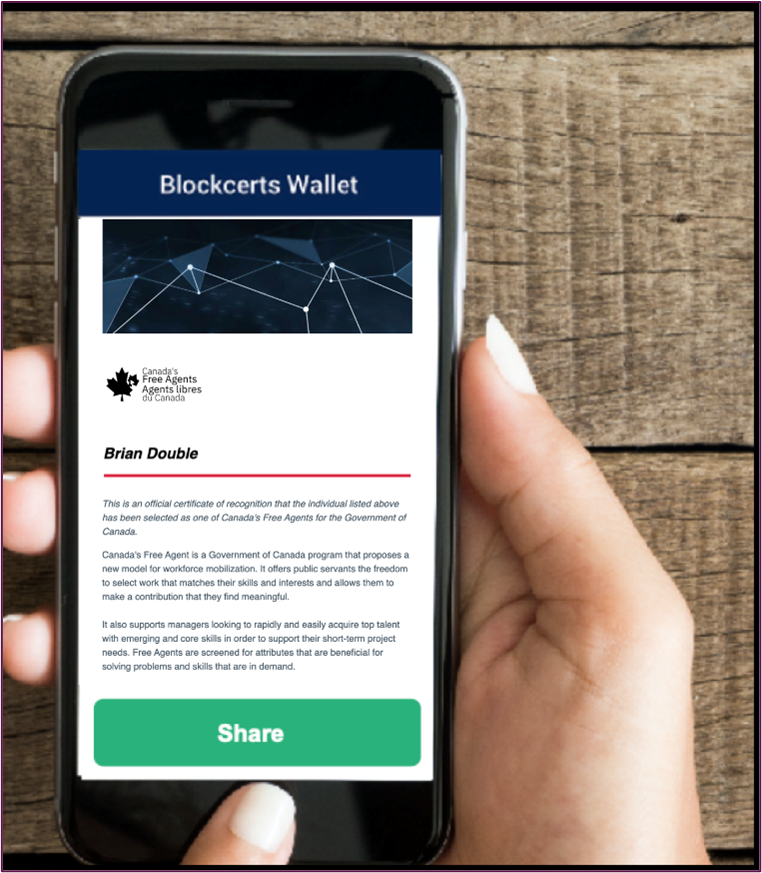 Blockcerts Wallet
Canada's
Free Agents
Agents libres
du Canada
Brian Double
This is an official certificate of recognition that the individual listed above
has been selected as one of Canada's Free Agents for the Government of
Canada.
Canada's Free Agent is a Government of Canada program that proposes a
new model for workforce mobilization. It offers public servants the freedom
to select work that matches their skills and interests and allows them to
make a contribution that they find meaningful.
It also supports managers looking to rapidly and easily acquire top talent
with emerging and core skills in order to support their short-term project
needs. Free Agents are screened for attributes that are beneficial for
solving problems and skills that are in demand.
Share